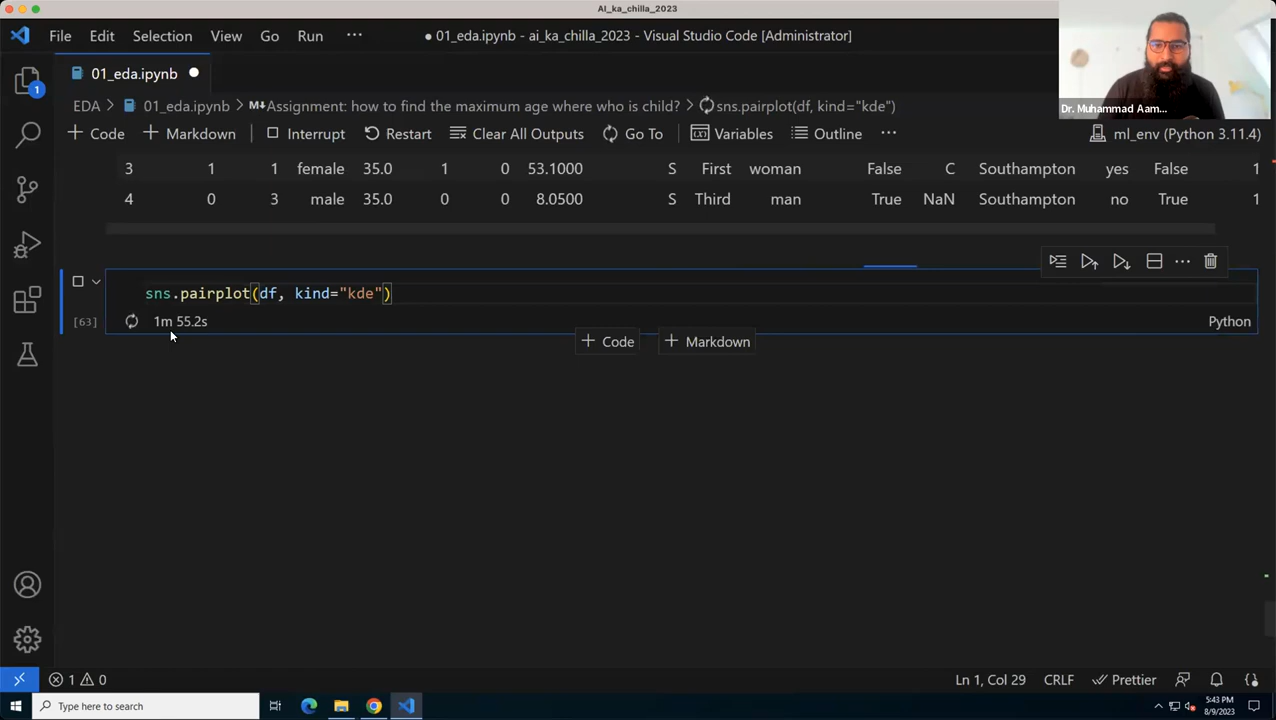 AI_ka_chilla_2023
File Edit Selection View Go Run ···
● 01_eda.ipynb - ai_ka_chilla_2023 - Visual Studio Code [Administrator]
01_eda.ipynb ●
EDA > 01_eda.ipynb > Assignment: how to find the maximum age where who is child? > sns.pairplot(df, kind="kde")
+ Code + Markdown Interrupt Restart Clear All Outputs Go To Variables Outline ··· ml_env (Python 3.11.4)
Dr. Muhammad Aam...
3 1 1 female 35.0 1 0 53.1000 S First woman False C Southampton yes False 1
4 0 3 male 35.0 0 0 8.0500 S Third man True NaN Southampton no True 1
sns.pairplot(df, kind="kde")
[63] 1m 55.2s Python
+ Code + Markdown
1
1 0 Ln 1, Col 29 CRLF Prettier
Type here to search
5:43 PM
8/9/2023